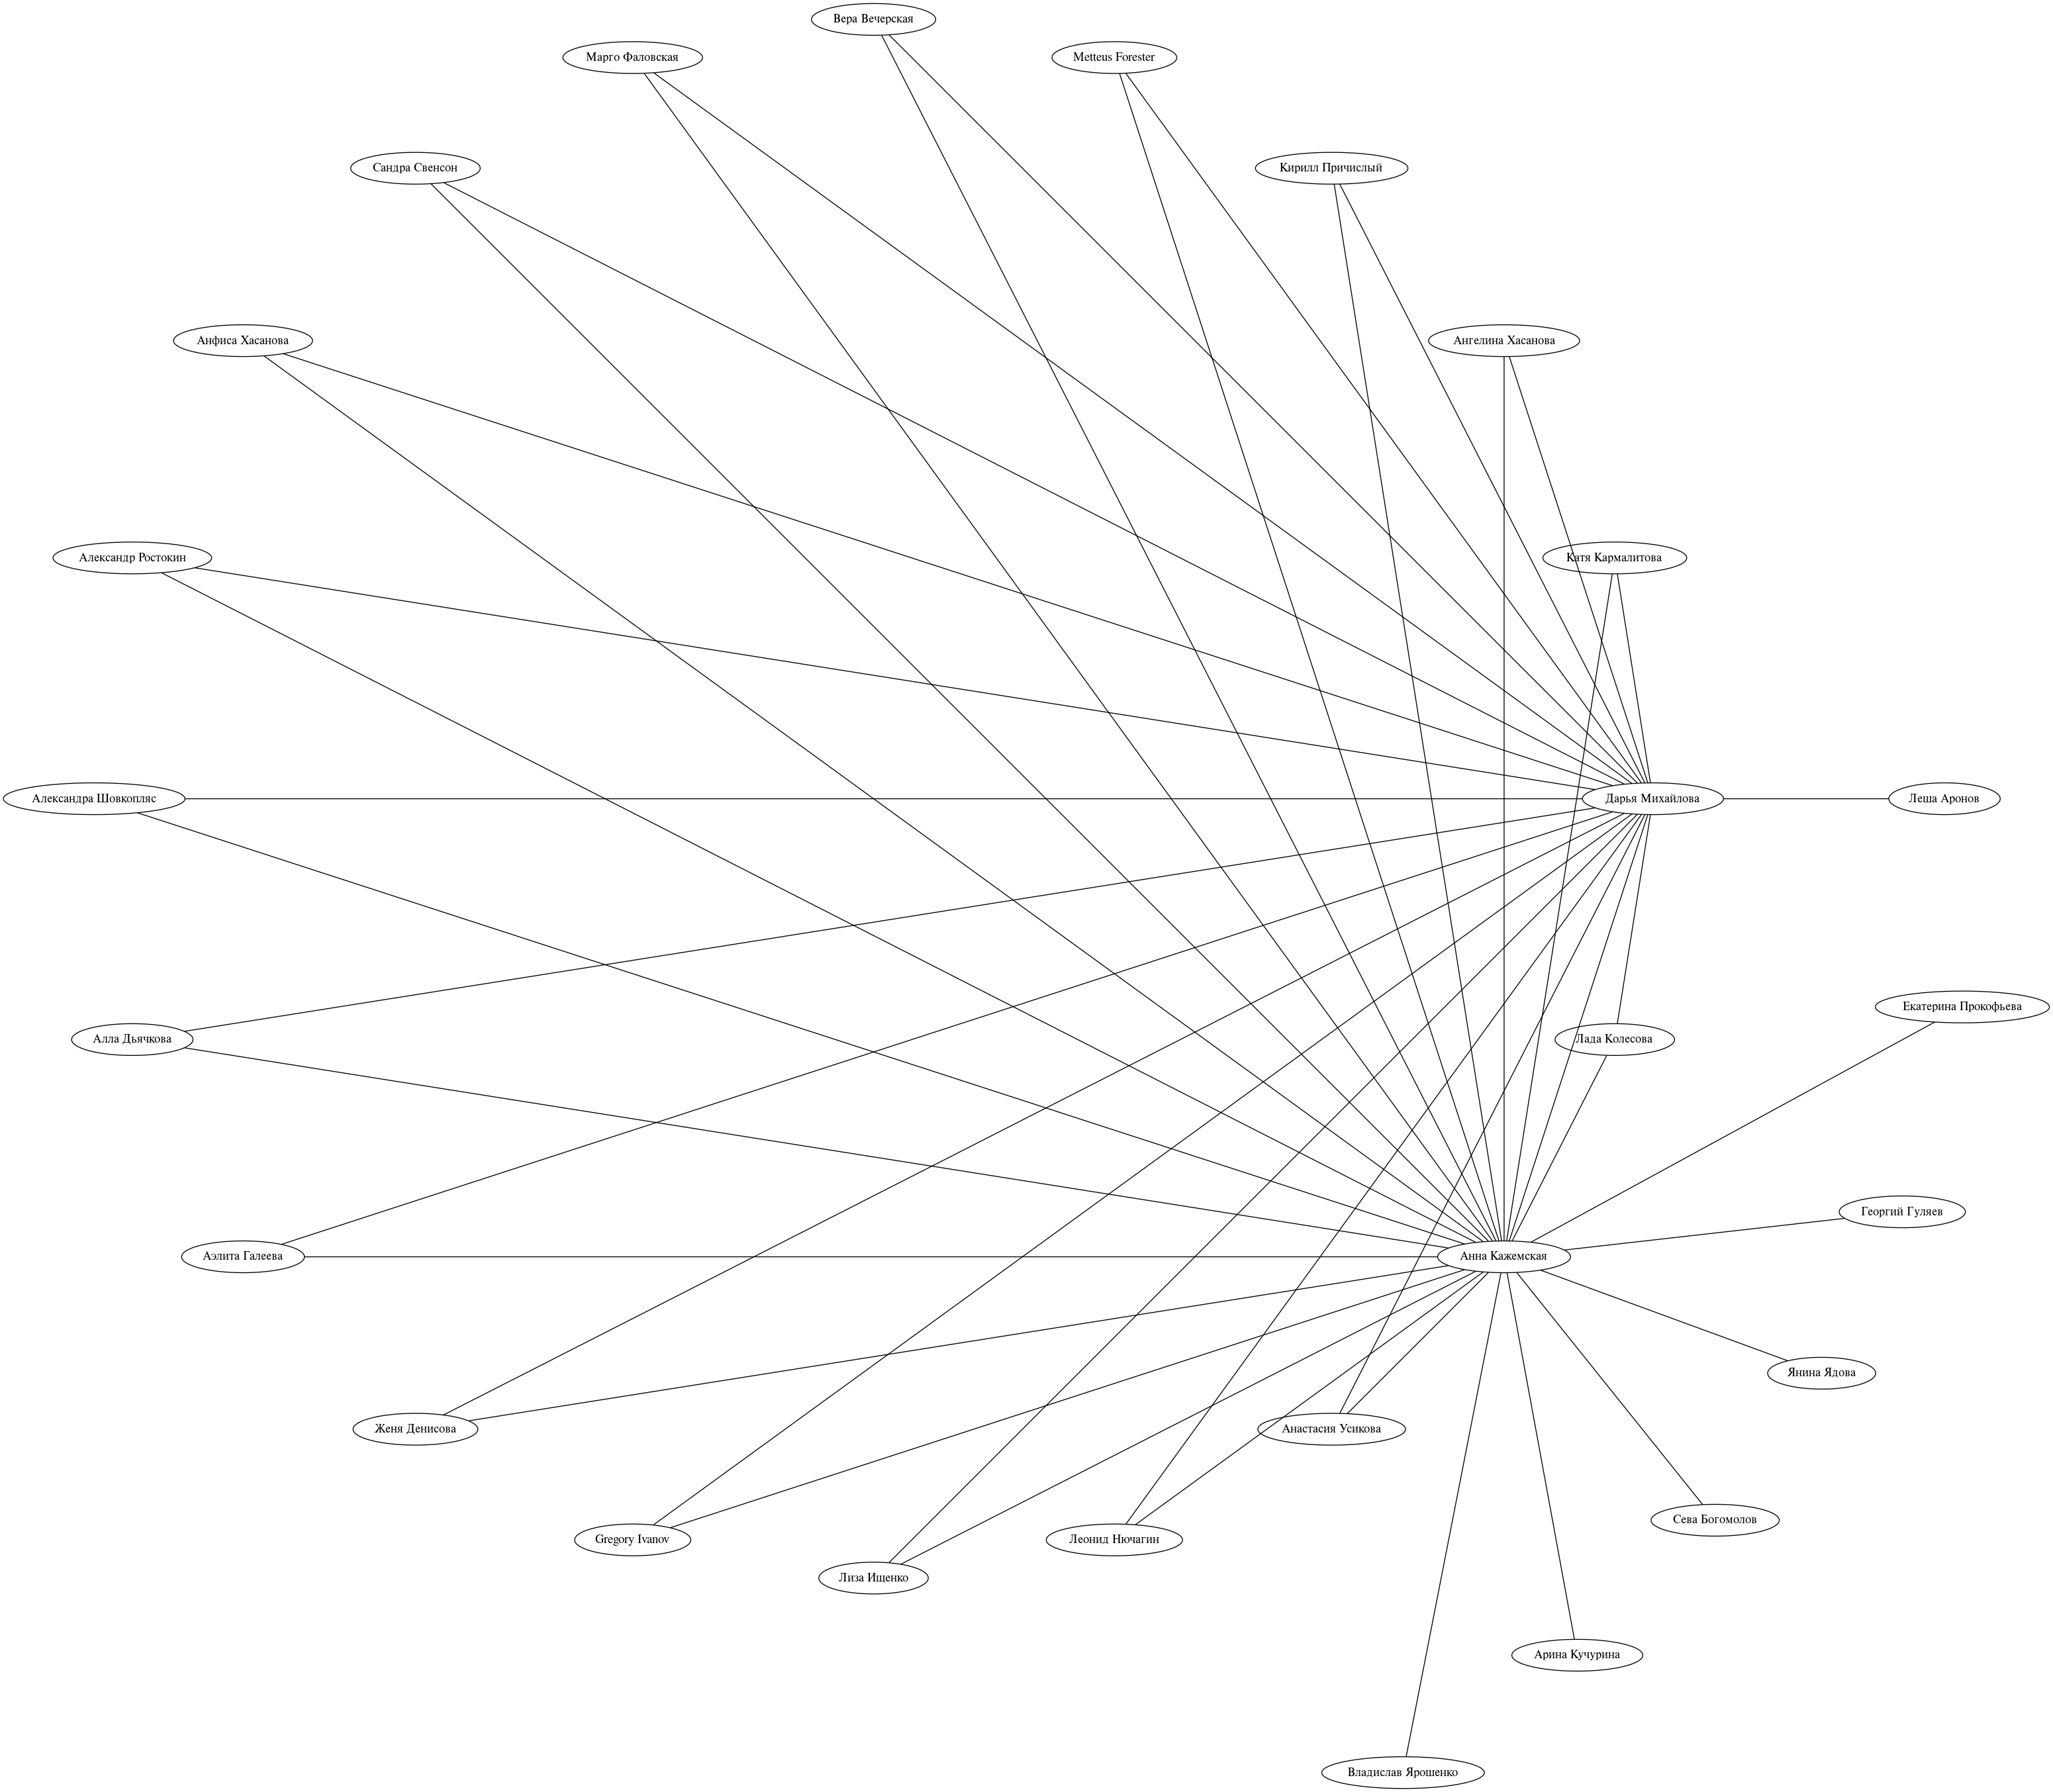 Вера Вечерская
Марго Фаловская
Metteus Forester
Сандра Свенсон
Кирилл Причислый
Анфиса Хасанова
Ангелина Хасанова
Александр Ростокин
Катя Кармалитова
Александра Шовкопляс
Дарья Михайлова
Леша Аронов
Екатерина Прокофьева
Алла Дьячкова
Лада Колесова
Георгий Гуляев
Аэлита Галеева
Анна Кажемская
Янина Ядова
Женя Денисова
Анастасия Усикова
Сева Богомолов
Gregory Ivanov
Леонид Нючагин
Лиза Ищенко
Арина Кучурина
Владислав Ярошенко